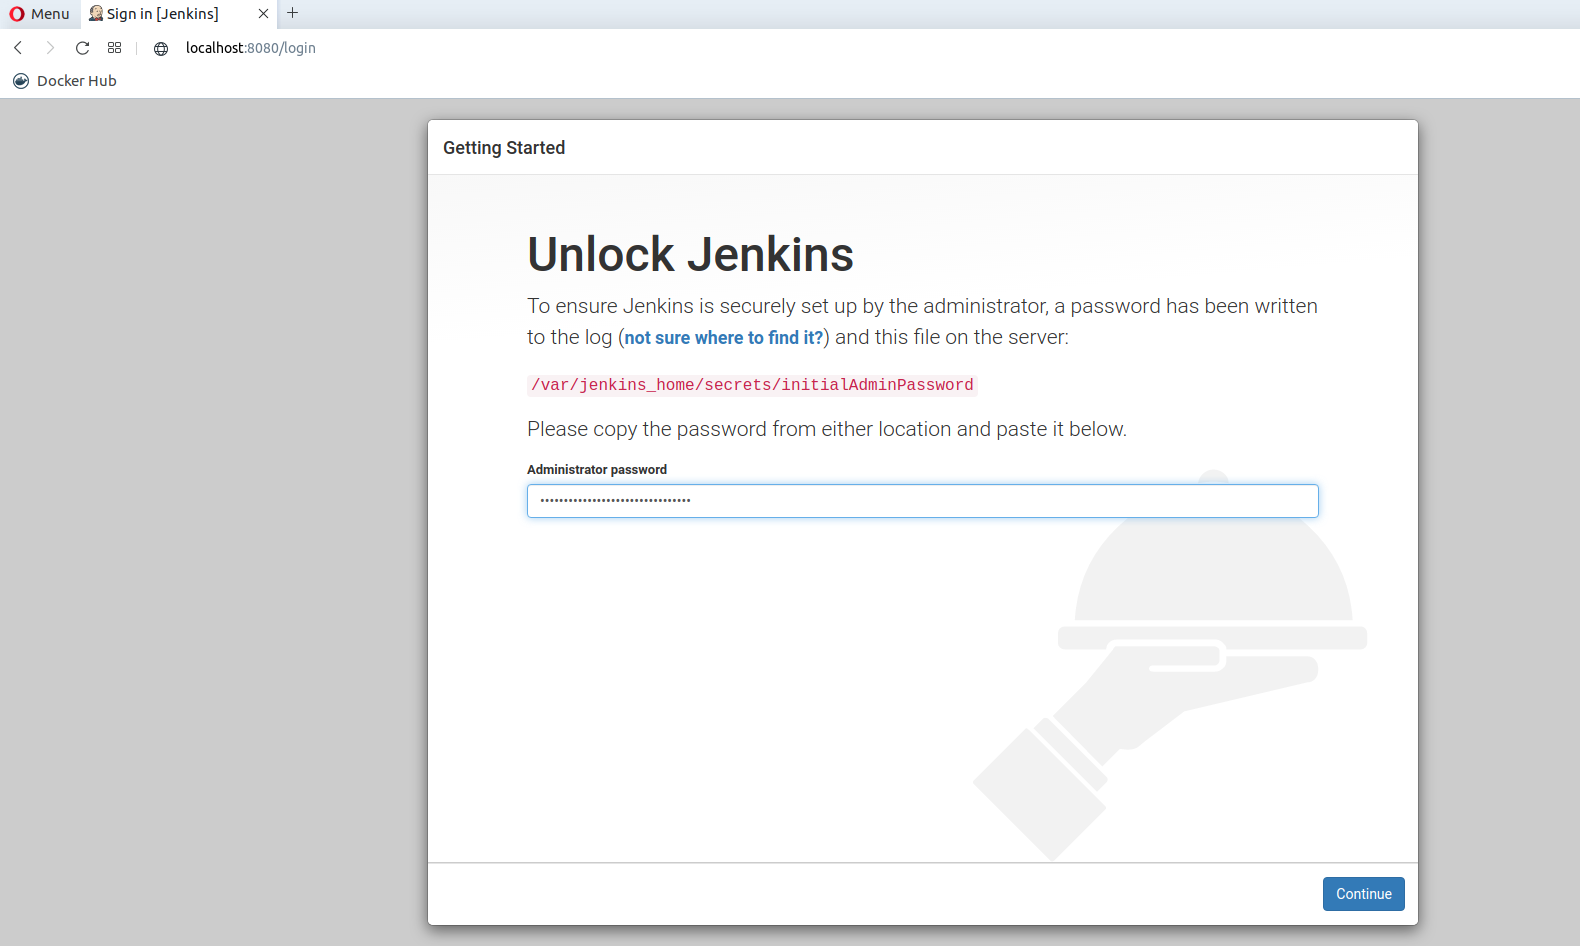 Menu
Sign in [Jenkins]
localhost:8080/login
Docker Hub
Getting Started
Unlock Jenkins
To ensure Jenkins is securely set up by the administrator, a password has been written
to the log (not sure where to find it?) and this file on the server:
/var/jenkins_home/secrets/initialAdminPassword
Please copy the password from either location and paste it below.
Administrator password
••••••••••••••••••••••••••••••••
Continue